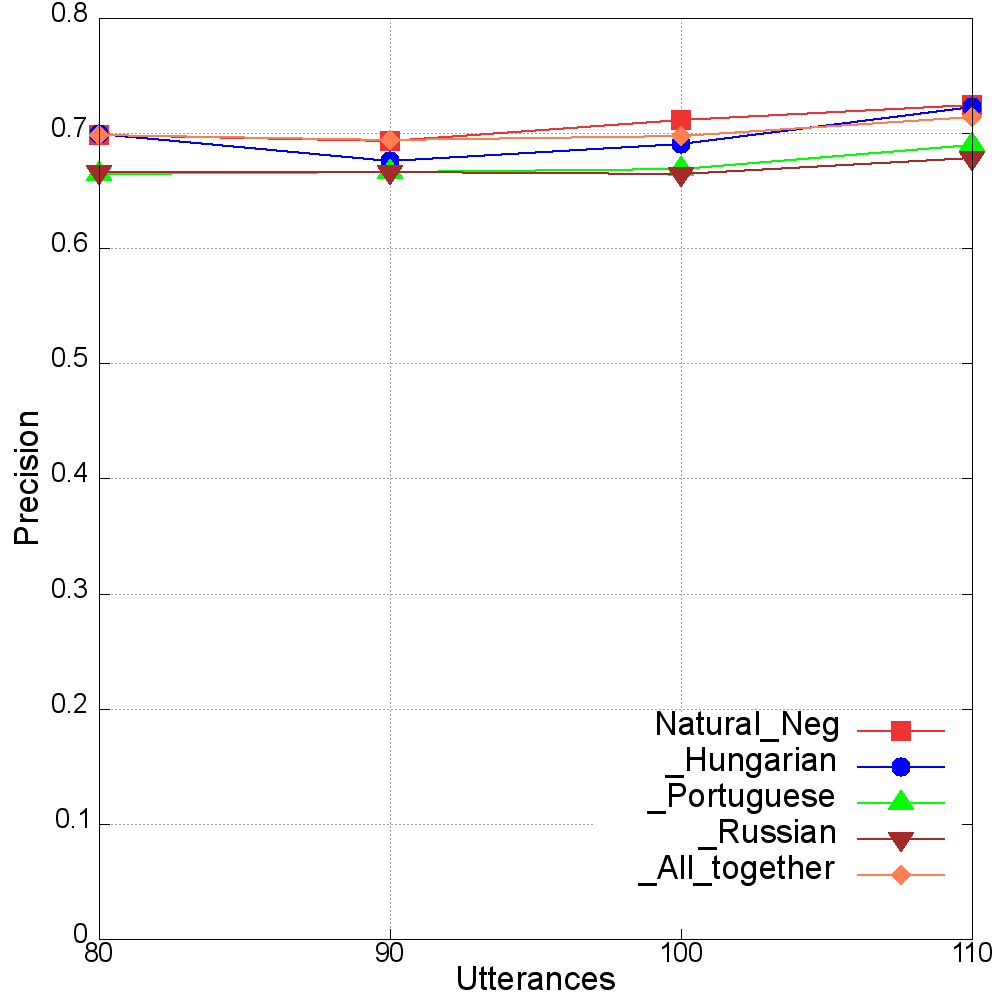 0.8
0.7
0.6
0.5
0.4
0.3
0.2
0.1
0
Precision
80 90 100 110
Utterances
Natural_Neg
_Hungarian
_Portuguese
_Russian
_All_together